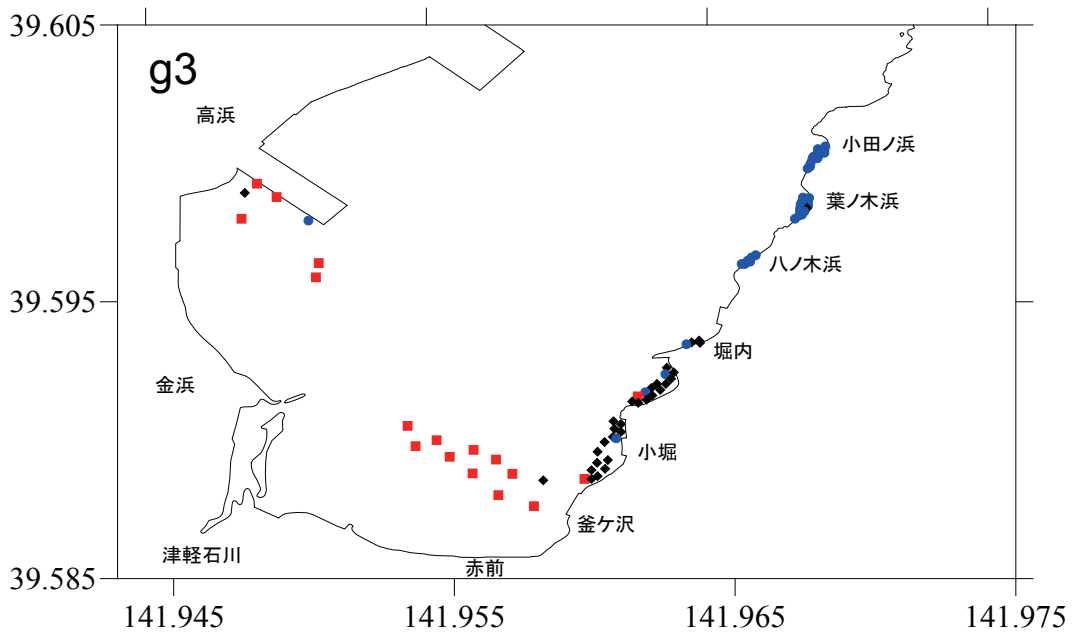 39.605
g3
高浜
小田ノ浜
葉ノ木浜
八ノ木浜
39.595
堀内
金浜
小堀
釜ケ沢
津軽石川
赤前
39.585
141.945
141.955
141.965
141.975